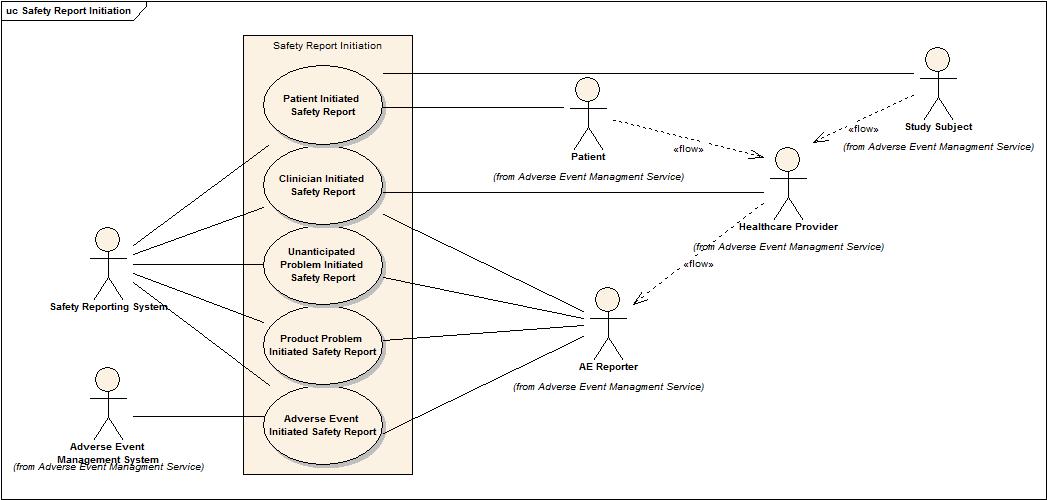 uc Safety Report Initiation
Safety Report Initiation
Patient Initiated
Safety Report
Clinician Initiated
Safety Report
Unanticipated
Problem Initiated
Safety Report
Product Problem
Initiated Safety Report
Adverse Event
Initiated Safety Report
Safety Reporting System
Adverse Event
Management System
(from Adverse Event Managment Service)
Patient
(from Adverse Event Managment Service)
«flow»
Study Subject
(from Adverse Event Managment Service)
«flow»
Healthcare Provider
(from Adverse Event Managment Service)
«flow»
AE Reporter
(from Adverse Event Managment Service)